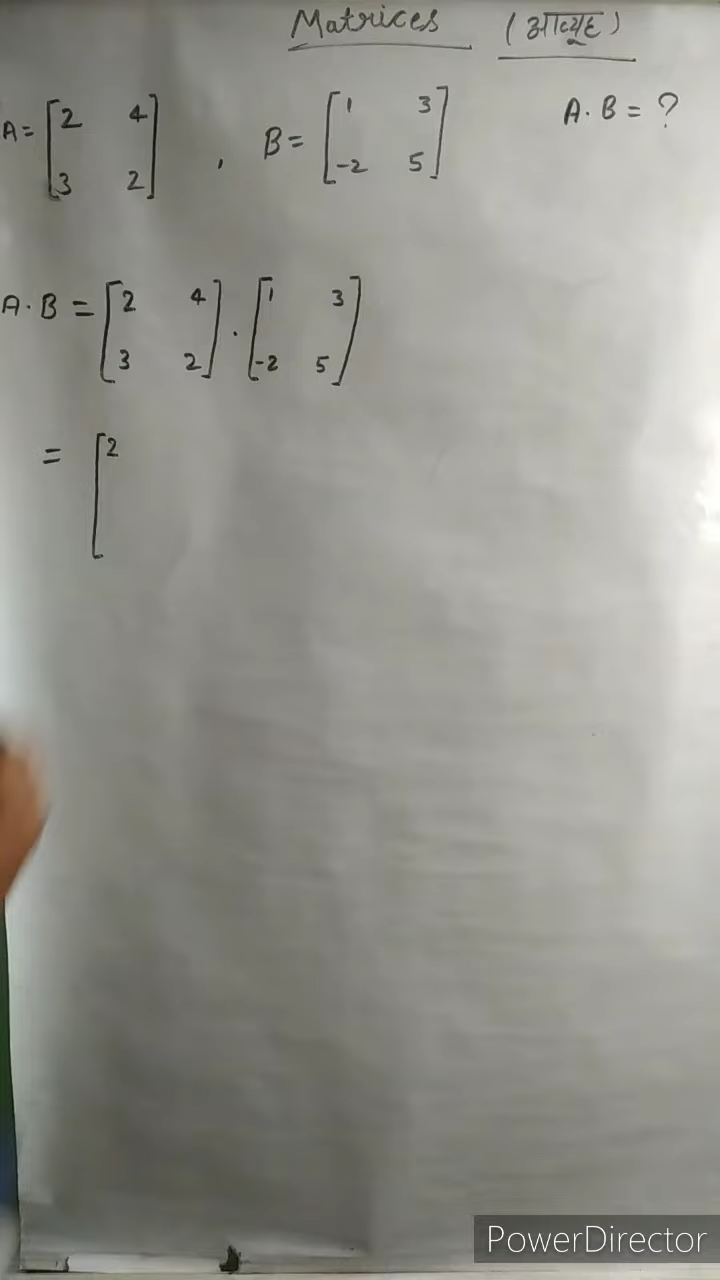 Matrices (आव्यूह)
A = [2 4 3 2] , B = [1 3 -2 5] A. B = ?
A. B = [2 4 3 2] . [1 3 -2 5]
= [2
PowerDirector